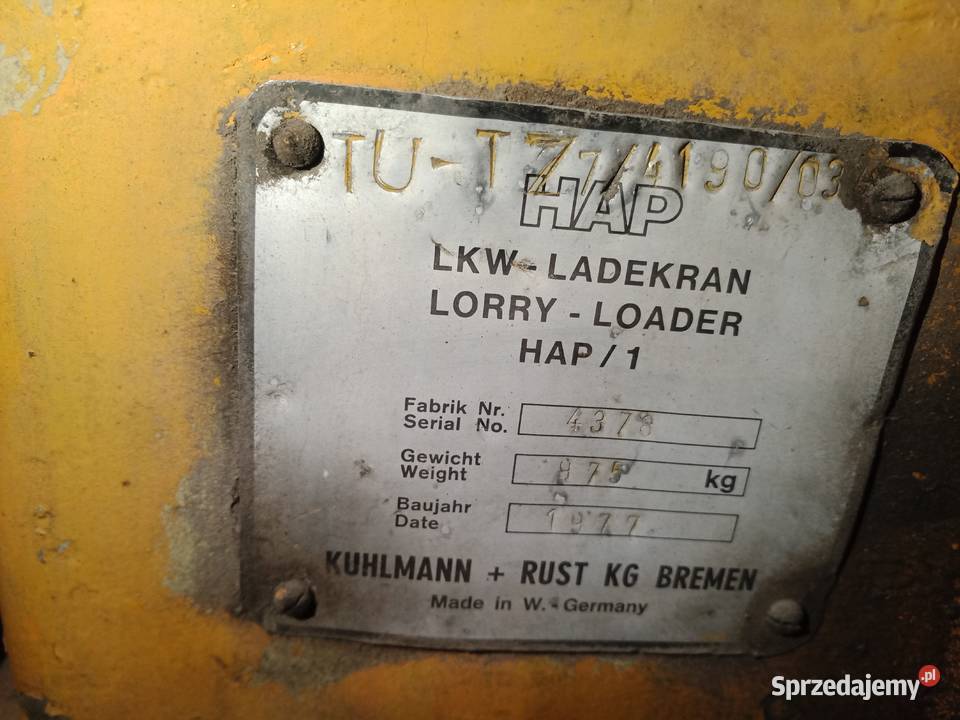 TU-TZ7/4190/03
HAP
LKW-LADEKRAN
LORRY - LOADER
HAP/1
Fabrik Nr.
Serial No. 4378
Gewicht
Weight 875 kg
Baujahr
Date 1977
KUHLMANN + RUST KG BREMEN
Made in W.-Germany
Sprzedajemy.pl